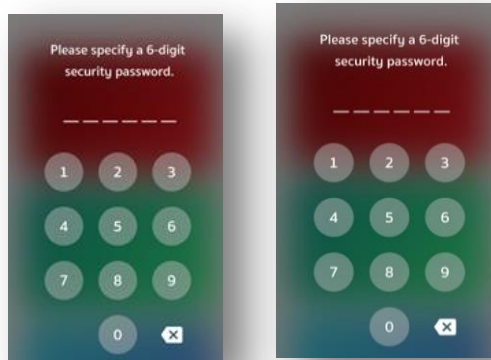 Please specify a 6-digit
security password.
1 2 3
4 5 6
7 8 9
0
Please specify a 6-digit
security password.
1 2 3
4 5 6
7 8 9
0